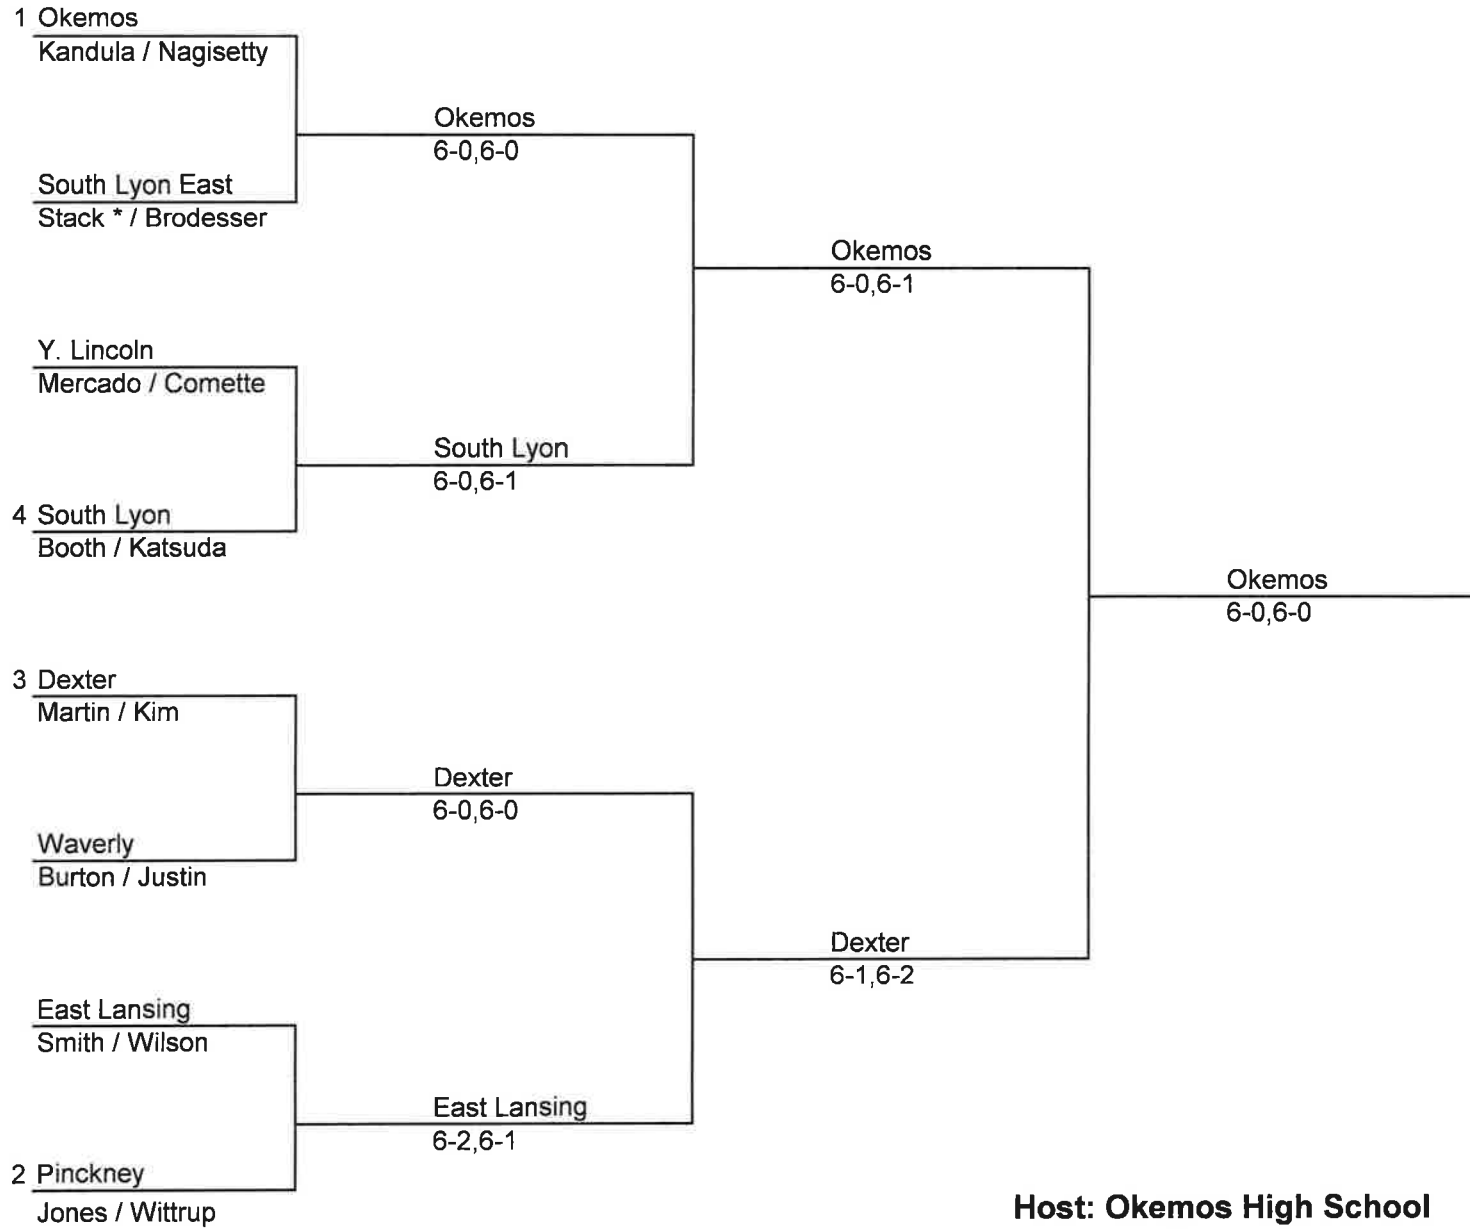 1 Okemos
Kandula / Nagisetty
Okemos
6-0,6-0
South Lyon East
Stack * / Brodesser
Okemos
6-0,6-1
Y. Lincoln
Mercado / Comette
South Lyon
6-0,6-1
4 South Lyon
Booth / Katsuda
Okemos
6-0,6-0
3 Dexter
Martin / Kim
Dexter
6-0,6-0
Waverly
Burton / Justin
Dexter
6-1,6-2
East Lansing
Smith / Wilson
East Lansing
6-2,6-1
2 Pinckney
Jones / Wittrup
Host: Okemos High School